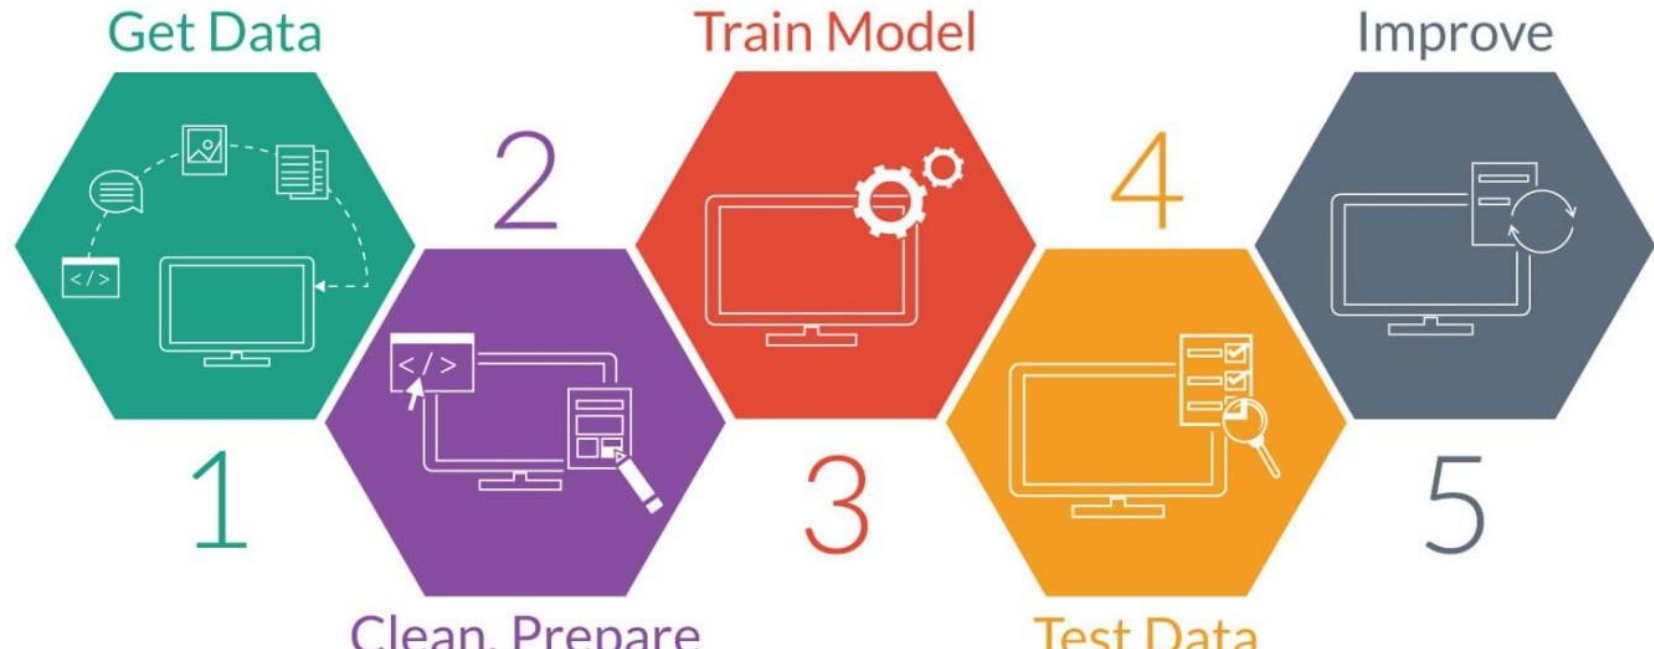 Get Data
1
</>
2
</>
Clean, Prepare
Train Model
3
4
Test Data
Improve
5